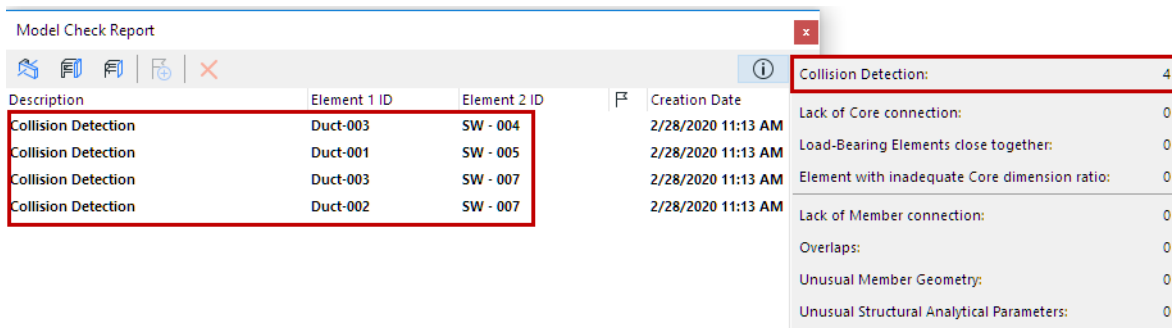 Model Check Report
x
Description Element 1 ID Element 2 ID Creation Date
Collision Detection Duct-003 SW - 004 2/28/2020 11:13 AM
Collision Detection Duct-001 SW - 005 2/28/2020 11:13 AM
Collision Detection Duct-003 SW - 007 2/28/2020 11:13 AM
Collision Detection Duct-002 SW - 007 2/28/2020 11:13 AM
Collision Detection: 4
Lack of Core connection: 0
Load-Bearing Elements close together: 0
Element with inadequate Core dimension ratio: 0
Lack of Member connection: 0
Overlaps: 0
Unusual Member Geometry: 0
Unusual Structural Analytical Parameters: 0